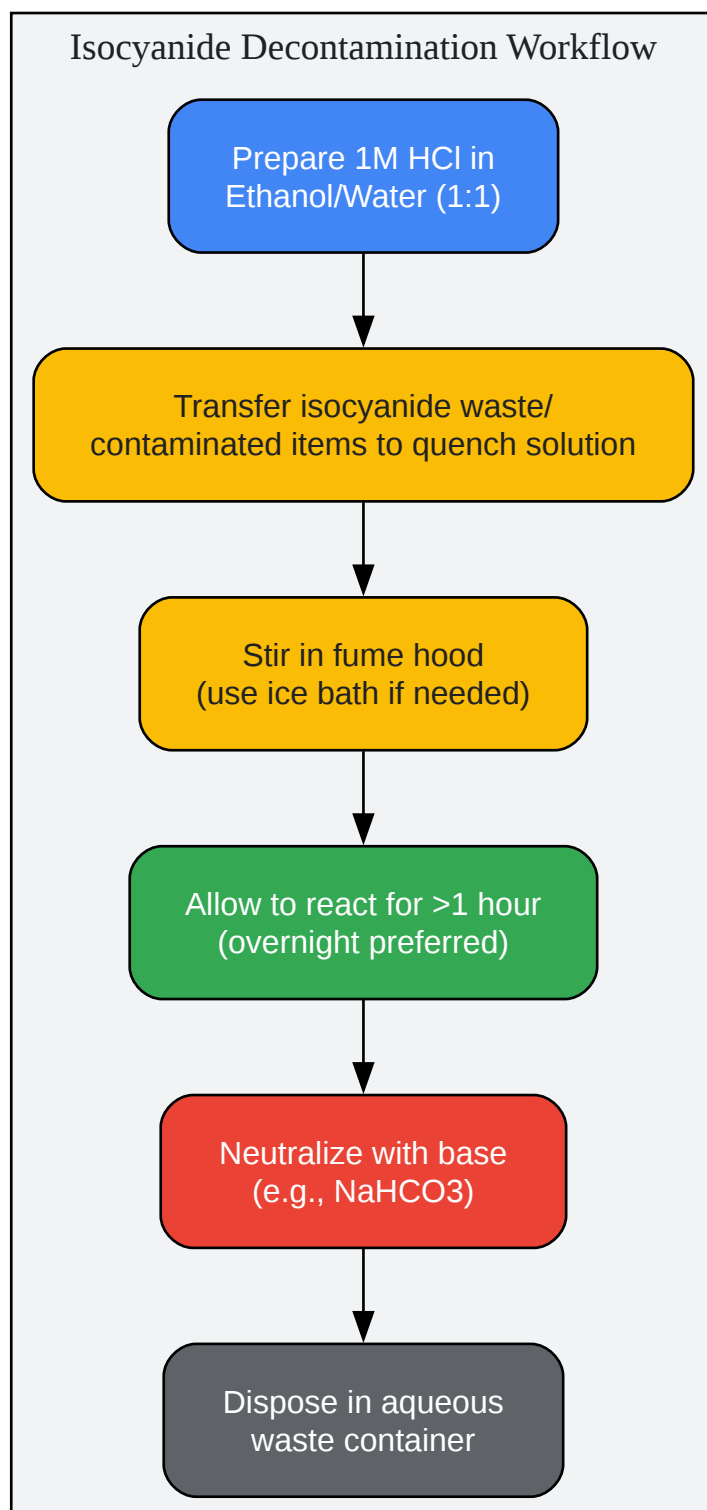 Isocyanide Decontamination Workflow
Prepare 1M HCl in
Ethanol/Water (1:1)
Transfer isocyanide waste/
contaminated items to quench solution
Stir in fume hood
(use ice bath if needed)
Allow to react for >1 hour
(overnight preferred)
Neutralize with base
(e.g., NaHCO3)
Dispose in aqueous
waste container